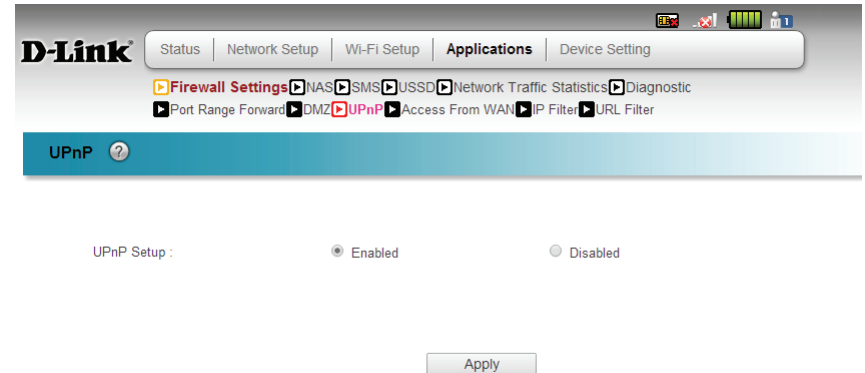 1
D-Link
Status Network Setup Wi-Fi Setup Applications Device Setting
Firewall Settings NAS SMS USSD Network Traffic Statistics Diagnostic
Port Range Forward DMZ UPnP Access From WAN IP Filter URL Filter
UPnP ?
UPnP Setup : Enabled Disabled
Apply